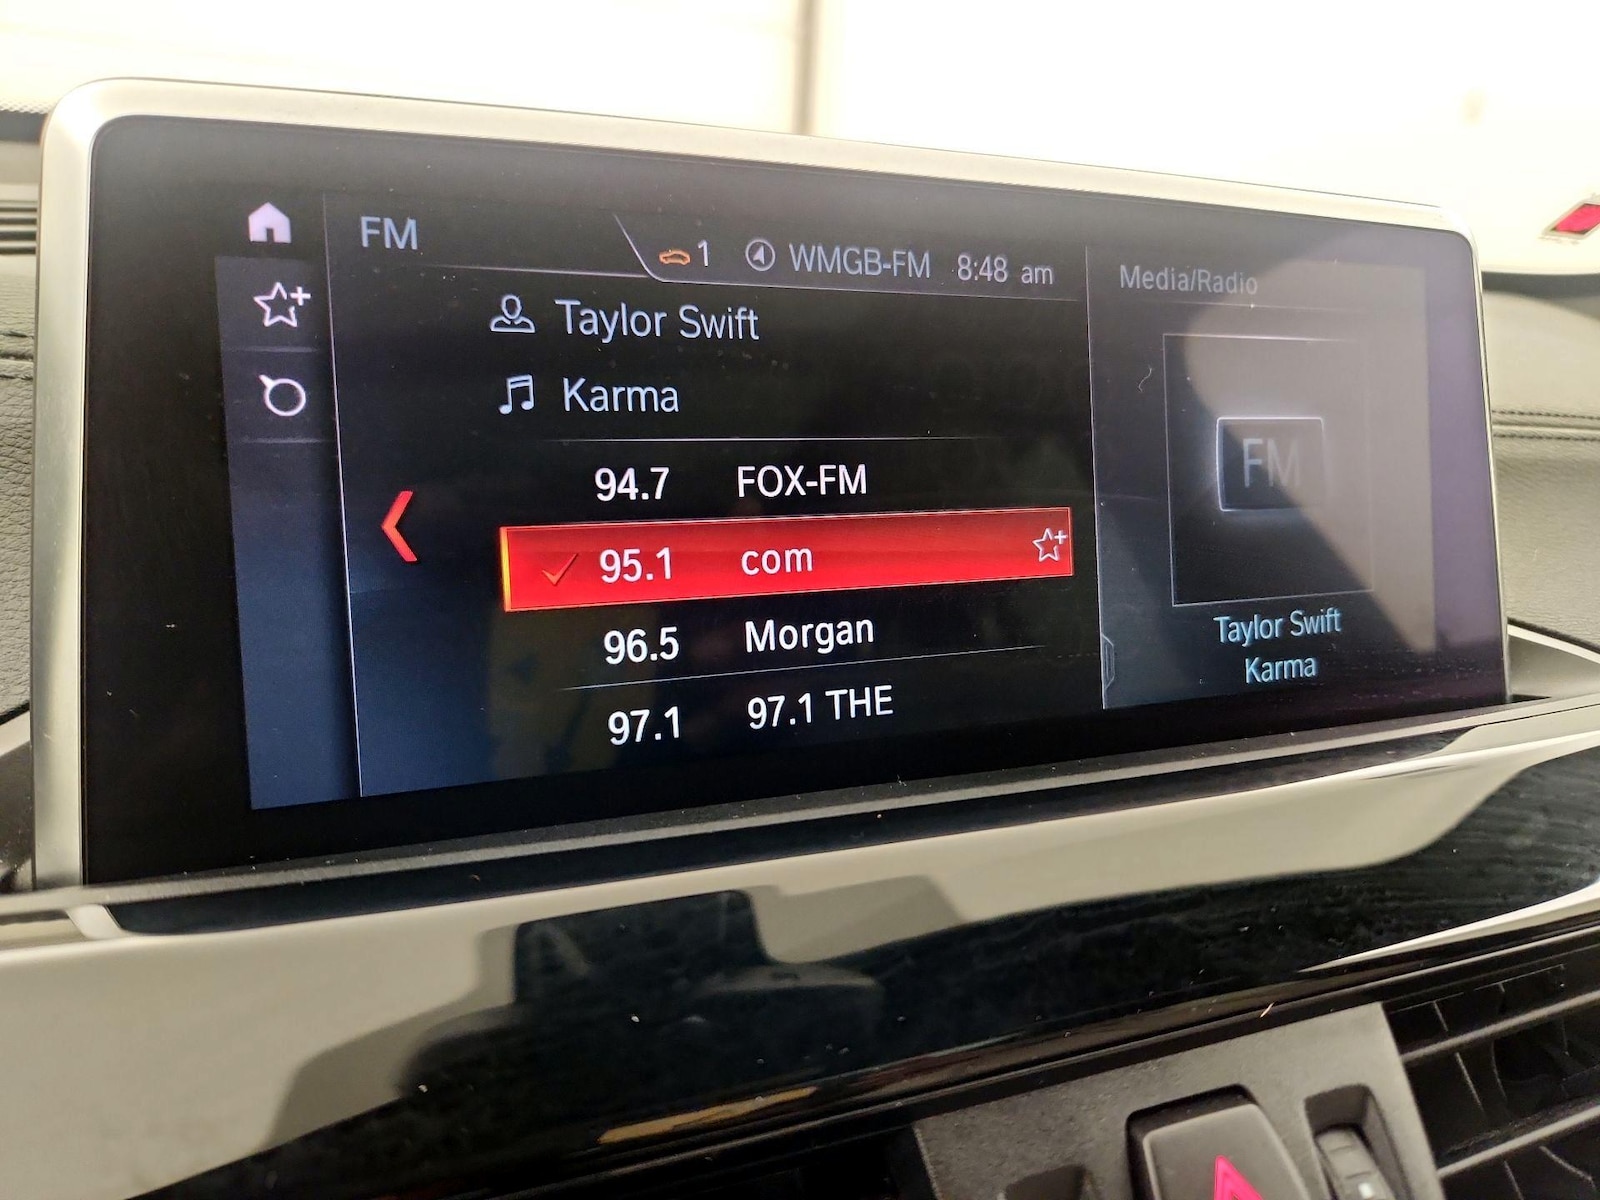 FM
1 WMGB-FM 8:48 am
Media/Radio
Taylor Swift
Karma
94.7 FOX-FM
95.1 com
96.5 Morgan
97.1 97.1 THE
FM
Taylor Swift
Karma